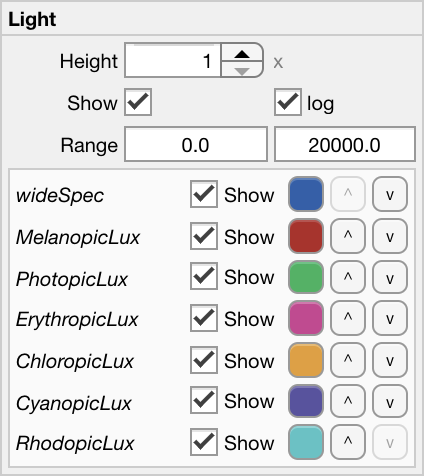 Light
Height 1 x
Show log
Range 0.0 20000.0
wideSpec Show ^ v
MelanopicLux Show ^ v
PhotopicLux Show ^ v
ErythropicLux Show ^ v
ChloropicLux Show ^ v
CyanopicLux Show ^ v
RhodopicLux Show ^ v